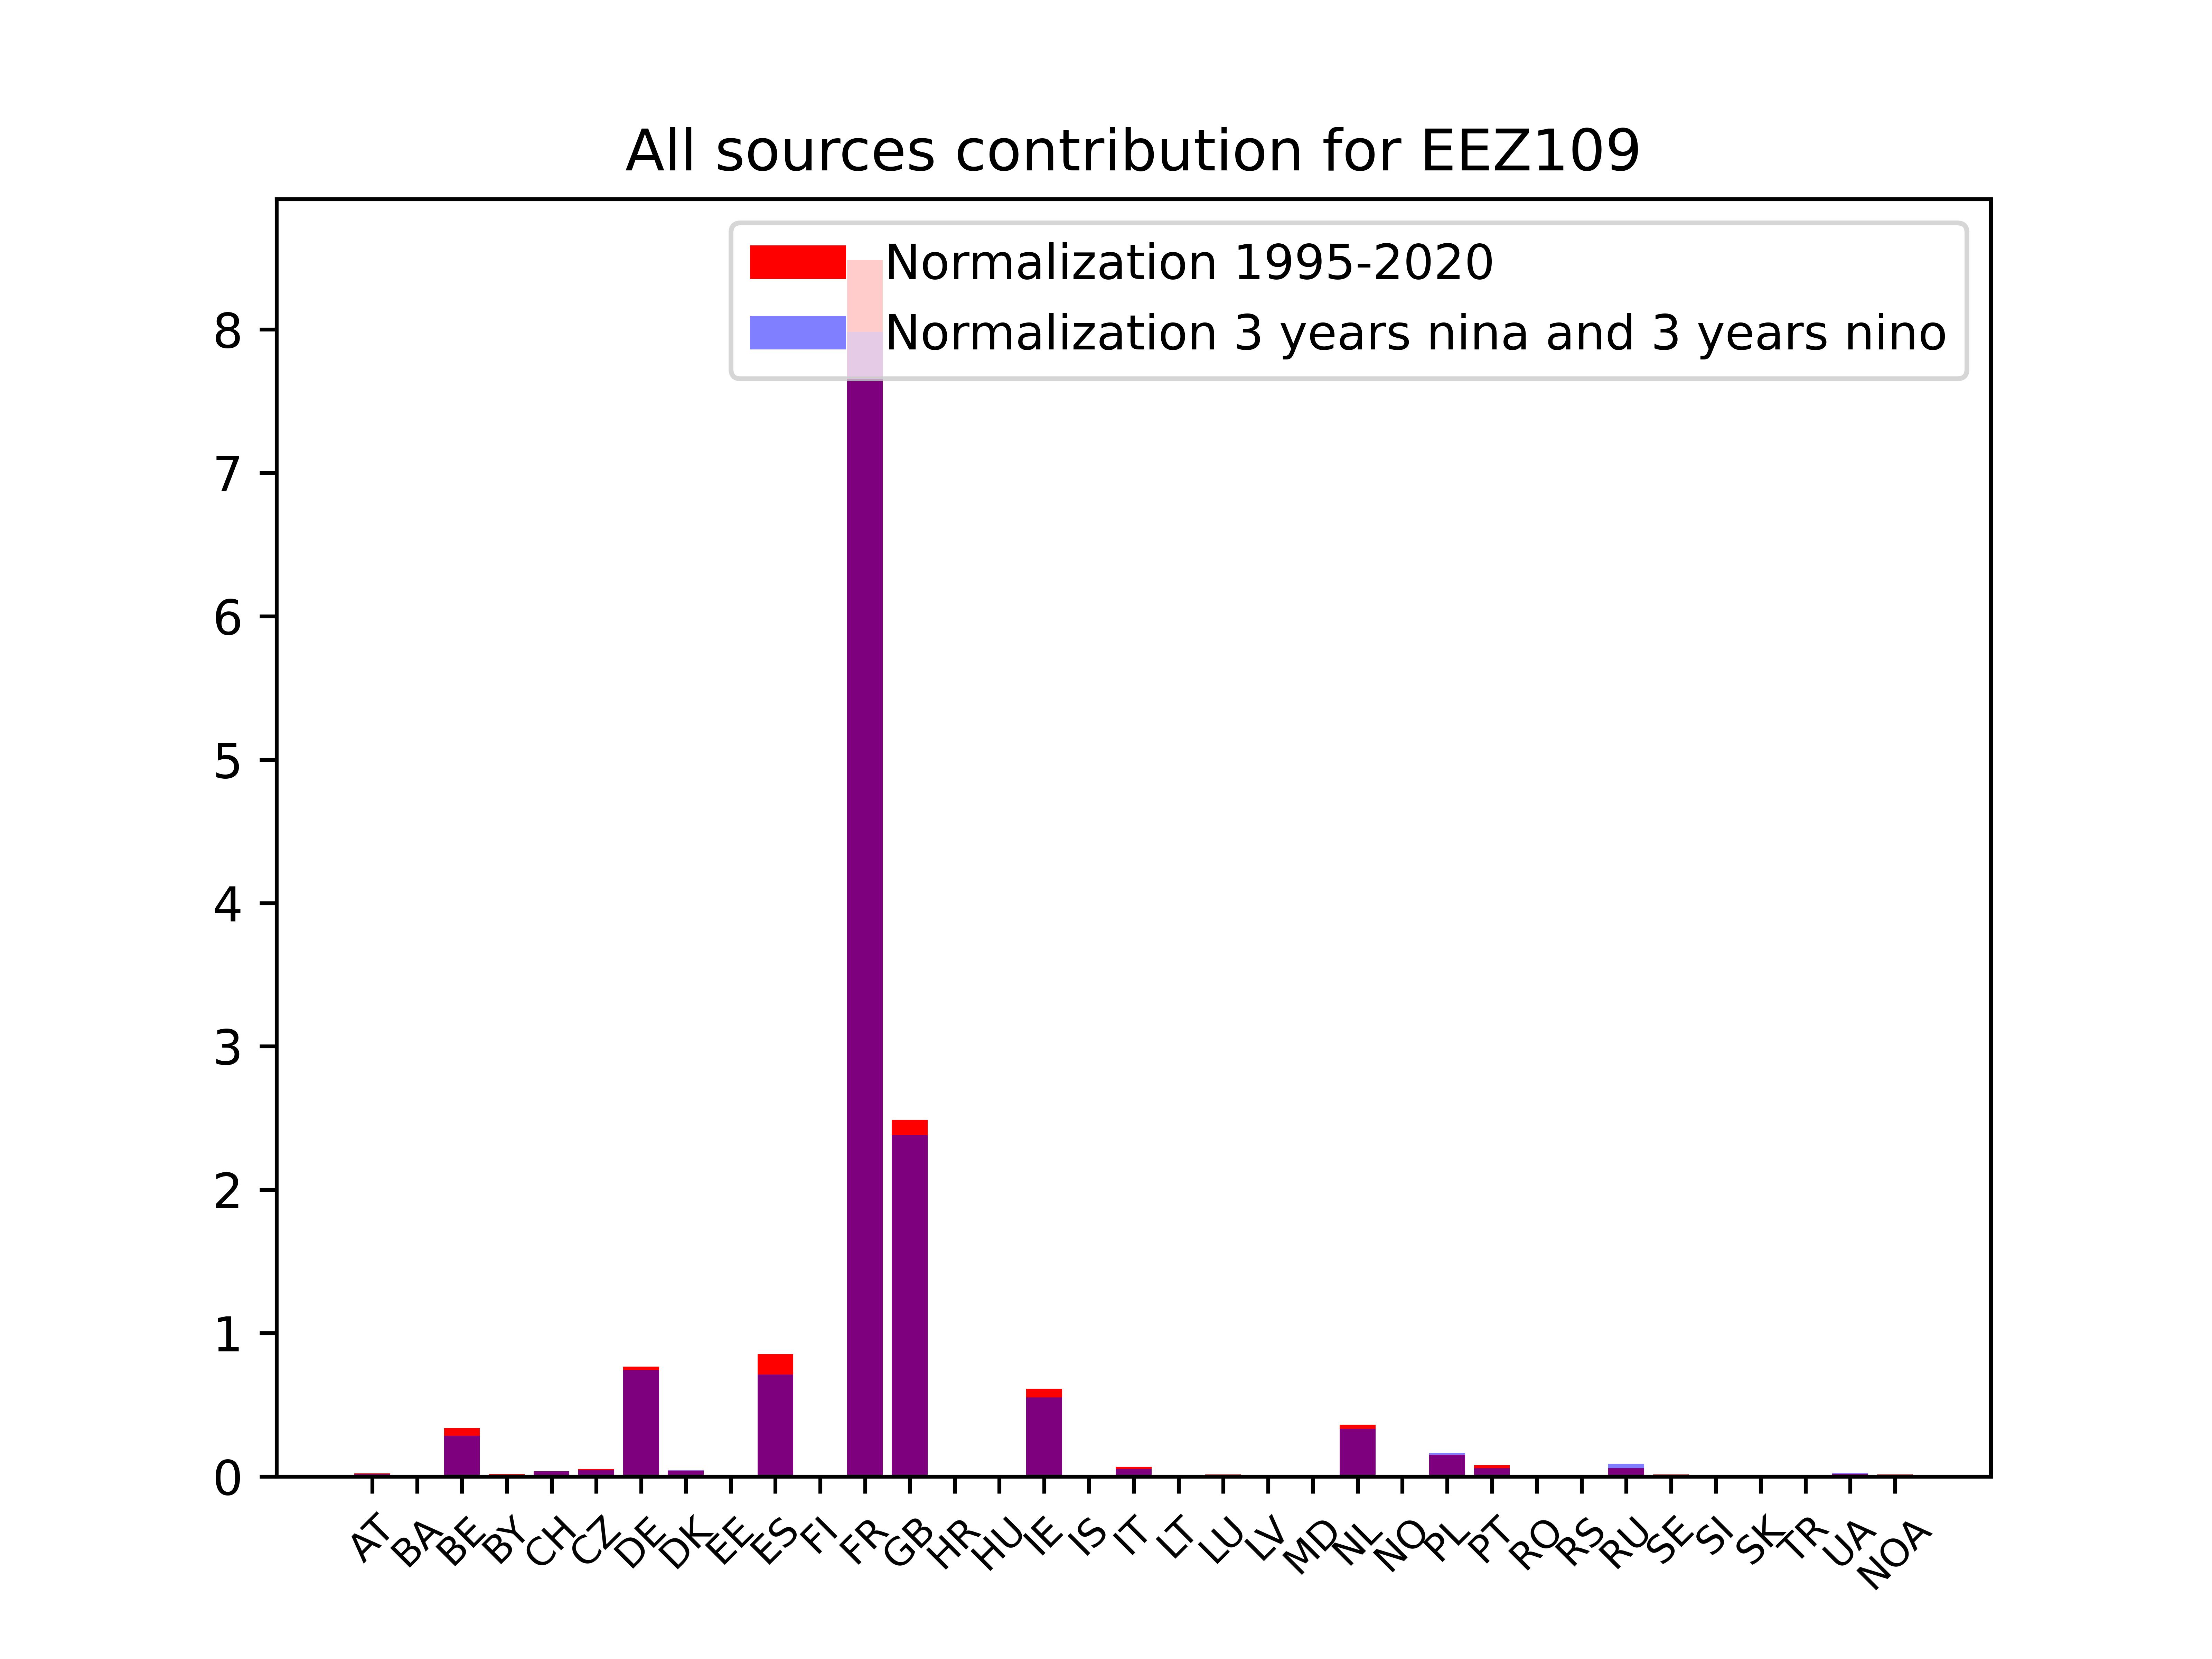 All sources contribution for EEZ109
Normalization 1995-2020
Normalization 3 years nina and 3 years nino
8
7
6
5
4
3
2
1
0
AT BA BE BY CH CZ DE DK EE ES FI FR GB HR HU IE IS IT LT LU LV MD NL NO PL PT RO RS RU SE SI SK TR UA NOA